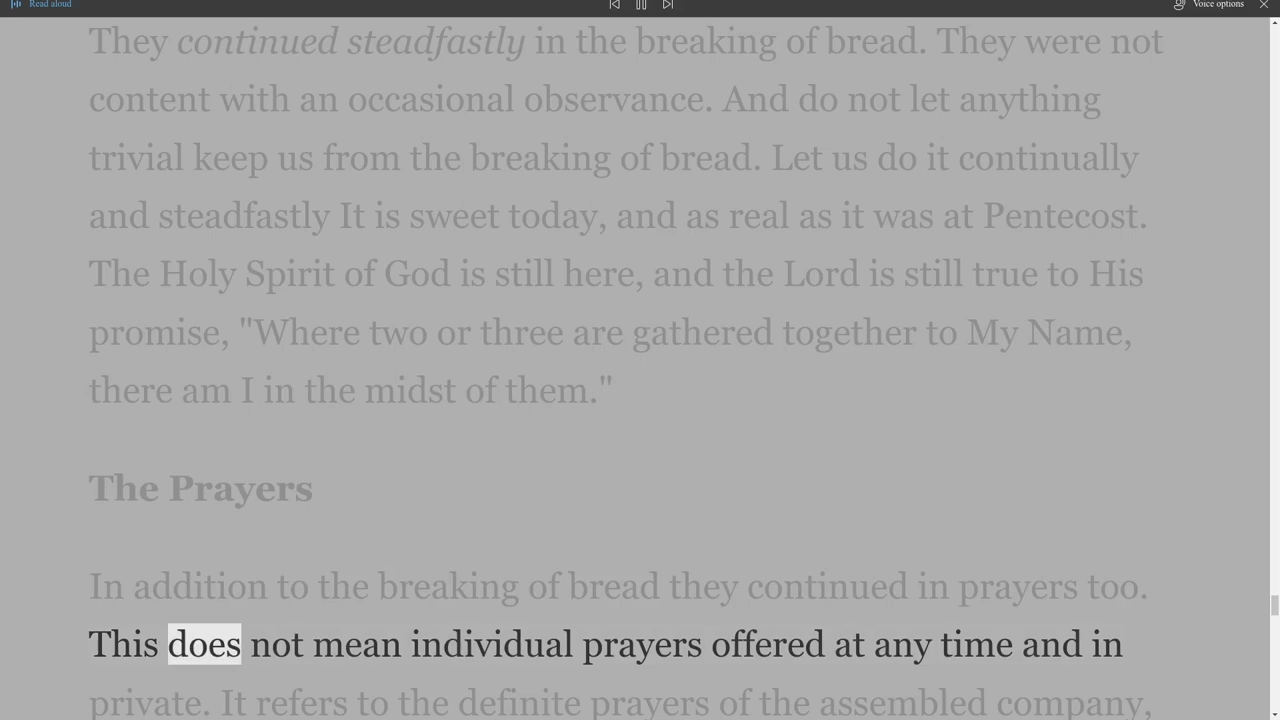 Read aloud
Voice options
They continued steadfastly in the breaking of bread. They were not
content with an occasional observance. And do not let anything
trivial keep us from the breaking of bread. Let us do it continually
and steadfastly It is sweet today, and as real as it was at Pentecost.
The Holy Spirit of God is still here, and the Lord is still true to His
promise, "Where two or three are gathered together to My Name,
there am I in the midst of them."
The Prayers
In addition to the breaking of bread they continued in prayers too.
This does not mean individual prayers offered at any time and in
private. It refers to the definite prayers of the assembled company,